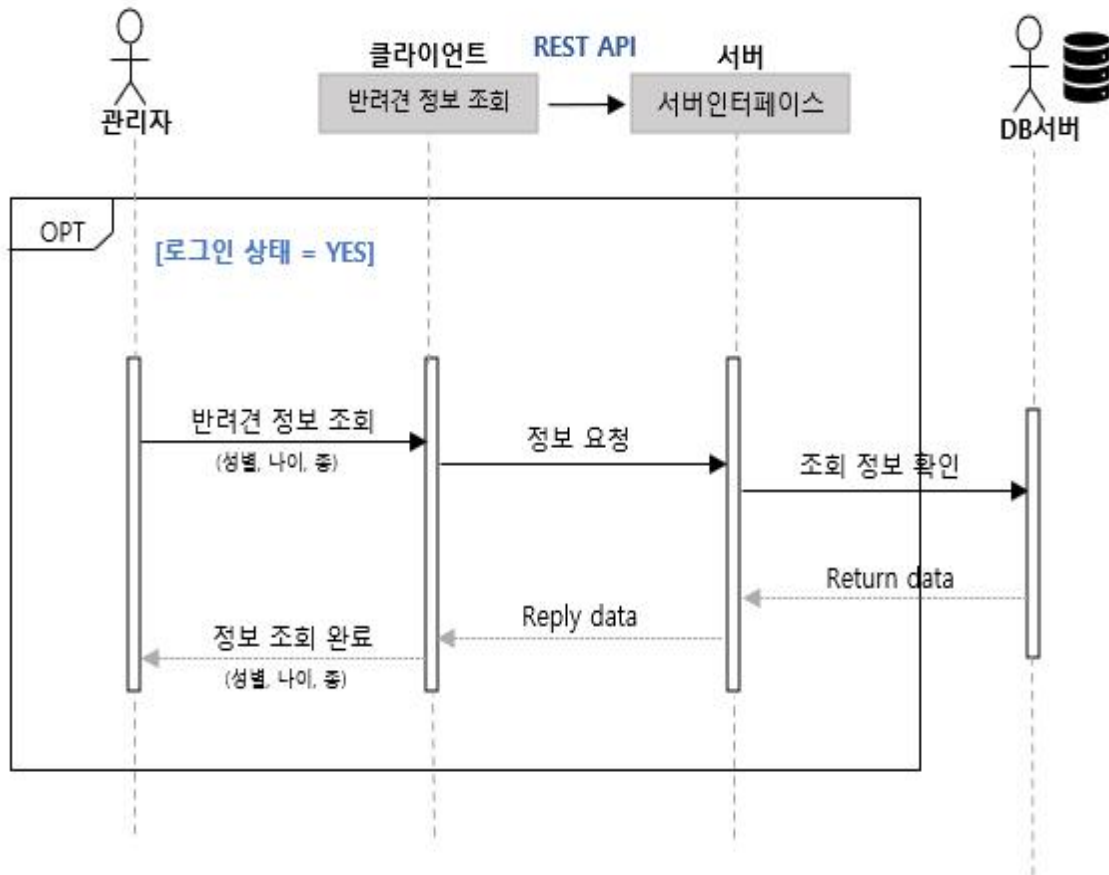 클라이언트
REST API
서버
반려견 정보 조회
서버인터페이스
관리자
DB서버
OPT
[로그인 상태 = YES]
반려견 정보 조회
(성별, 나이, 종)
정보 요청
조회 정보 확인
Return data
Reply data
정보 조회 완료
(성별, 나이, 종)